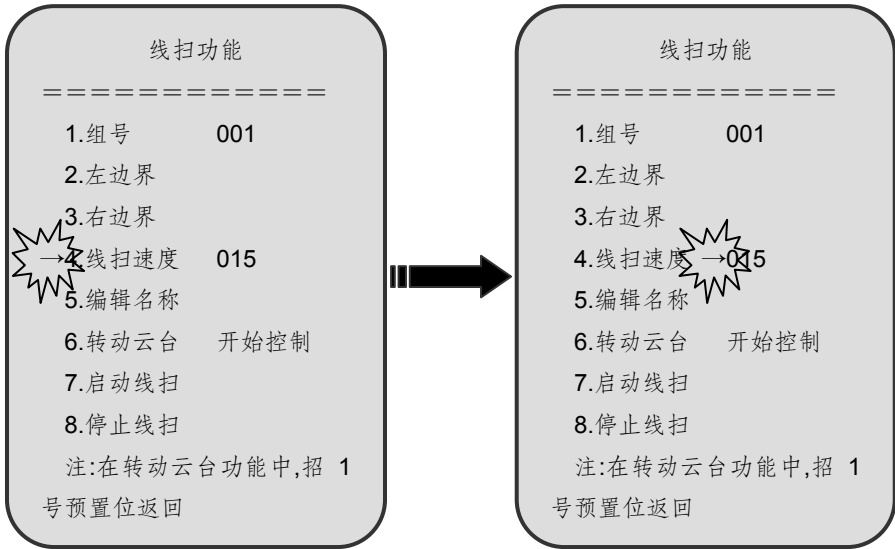 线扫功能
============
1.组号 001
2.左边界
3.右边界
→4.线扫速度 015
5.编辑名称
6.转动云台 开始控制
7.启动线扫
8.停止线扫
注:在转动云台功能中,招 1
号预置位返回
线扫功能
============
1.组号 001
2.左边界
3.右边界
4.线扫速度 →015
5.编辑名称
6.转动云台 开始控制
7.启动线扫
8.停止线扫
注:在转动云台功能中,招 1
号预置位返回